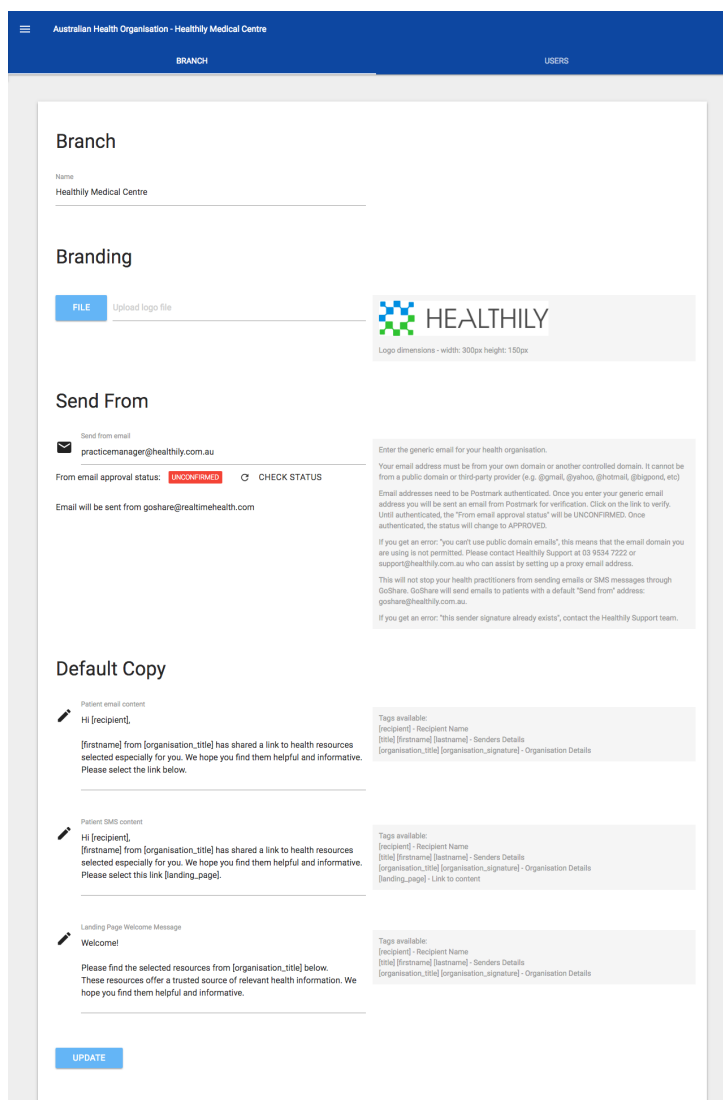 Australian Health Organisation - Healthily Medical Centre
BRANCH
USERS
Branch
Name
Healthily Medical Centre
Branding
FILE
Upload logo file
HEALTHILY
Logo dimensions - width: 300px height: 150px
Send From
Send from email
practicemanager@healthily.com.au
From email approval status: UNCONFIRMED CHECK STATUS
Email will be sent from goshare@realtimehealth.com
Enter the generic email for your health organisation.
Your email address must be from your own domain or another controlled domain. It cannot be
from a public domain or third-party provider (e.g. @gmail, @yahoo, @hotmail, @bigpond, etc)
Email addresses need to be Postmark authenticated. Once you enter your generic email
address you will be sent an email from Postmark for verification. Click on the link to verify.
Until authenticated, the "From email approval status" will be UNCONFIRMED. Once
authenticated, the status will change to APPROVED.
If you get an error: "you can't use public domain emails", this means that the email domain you
are using is not permitted. Please contact Healthily Support at 03 9534 7222 or
support@healthily.com.au who can assist by setting up a proxy email address.
This will not stop your health practitioners from sending emails or SMS messages through
GoShare. GoShare will send emails to patients with a default "Send from" address:
goshare@healthily.com.au.
If you get an error: "this sender signature already exists", contact the Healthily Support team.
Default Copy
Patient email content
Hi [recipient],
[firstname] from [organisation_title] has shared a link to health resources
selected especially for you. We hope you find them helpful and informative.
Please select the link below.
Tags available:
[recipient] - Recipient Name
[title] [firstname] [lastname] - Senders Details
[organisation_title] [organisation_signature] - Organisation Details
Patient SMS content
Hi [recipient],
[firstname] from [organisation_title] has shared a link to health resources
selected especially for you. We hope you find them helpful and informative.
Please select this link [landing_page].
Tags available:
[recipient] - Recipient Name
[title] [firstname] [lastname] - Senders Details
[organisation_title] [organisation_signature] - Organisation Details
[landing_page] - Link to content
Landing Page Welcome Message
Welcome!
Please find the selected resources from [organisation_title] below.
These resources offer a trusted source of relevant health information. We
hope you find them helpful and informative.
Tags available:
[recipient] - Recipient Name
[title] [firstname] [lastname] - Senders Details
[organisation_title] [organisation_signature] - Organisation Details
UPDATE